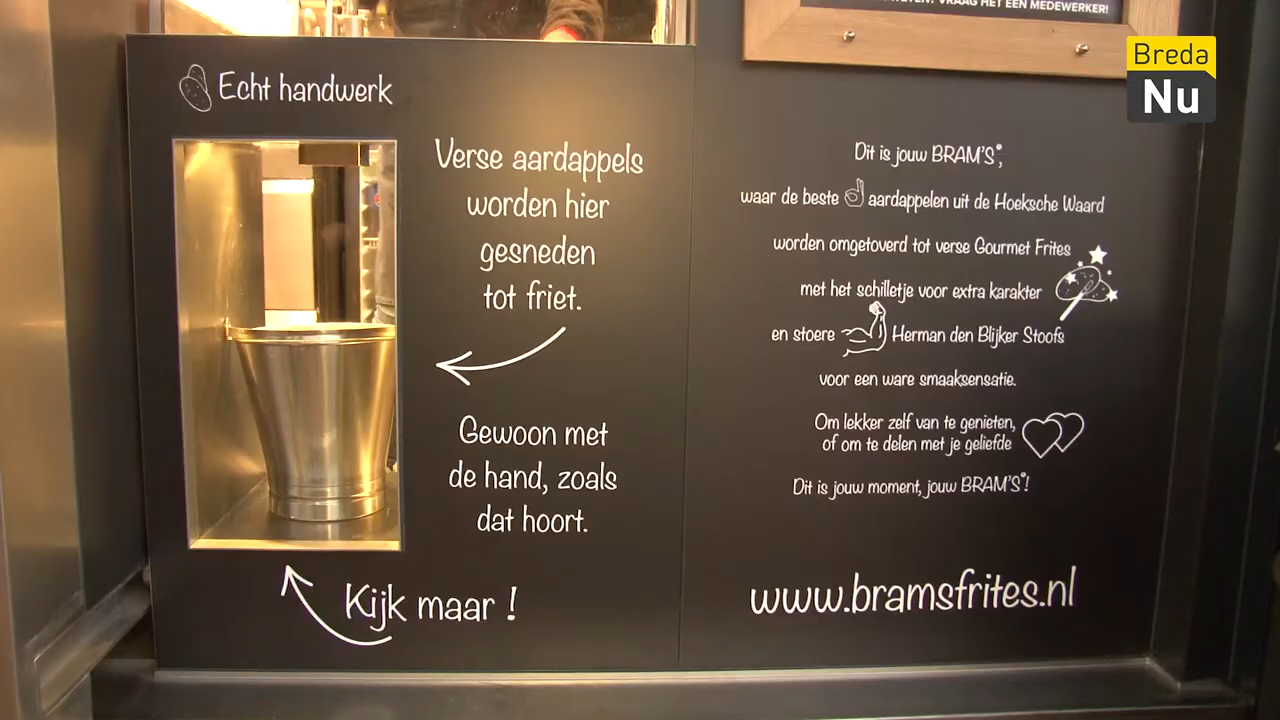 VRAAG HET EEN MEDEWERKER!
Breda
Nu
Echt handwerk
Verse aardappels
worden hier
gesneden
tot friet.
Gewoon met
de hand, zoals
dat hoort.
Kijk maar !
Dit is jouw BRAM'S®,
waar de beste aardappelen uit de Hoeksche Waard
worden omgetoverd tot verse Gourmet Frites
met het schilletje voor extra karakter
en stoere Herman den Blijker Stoofs
voor een ware smaaksensatie.
Om lekker zelf van te genieten,
of om te delen met je geliefde
Dit is jouw moment, jouw BRAM'S®!
www.bramsfrites.nl